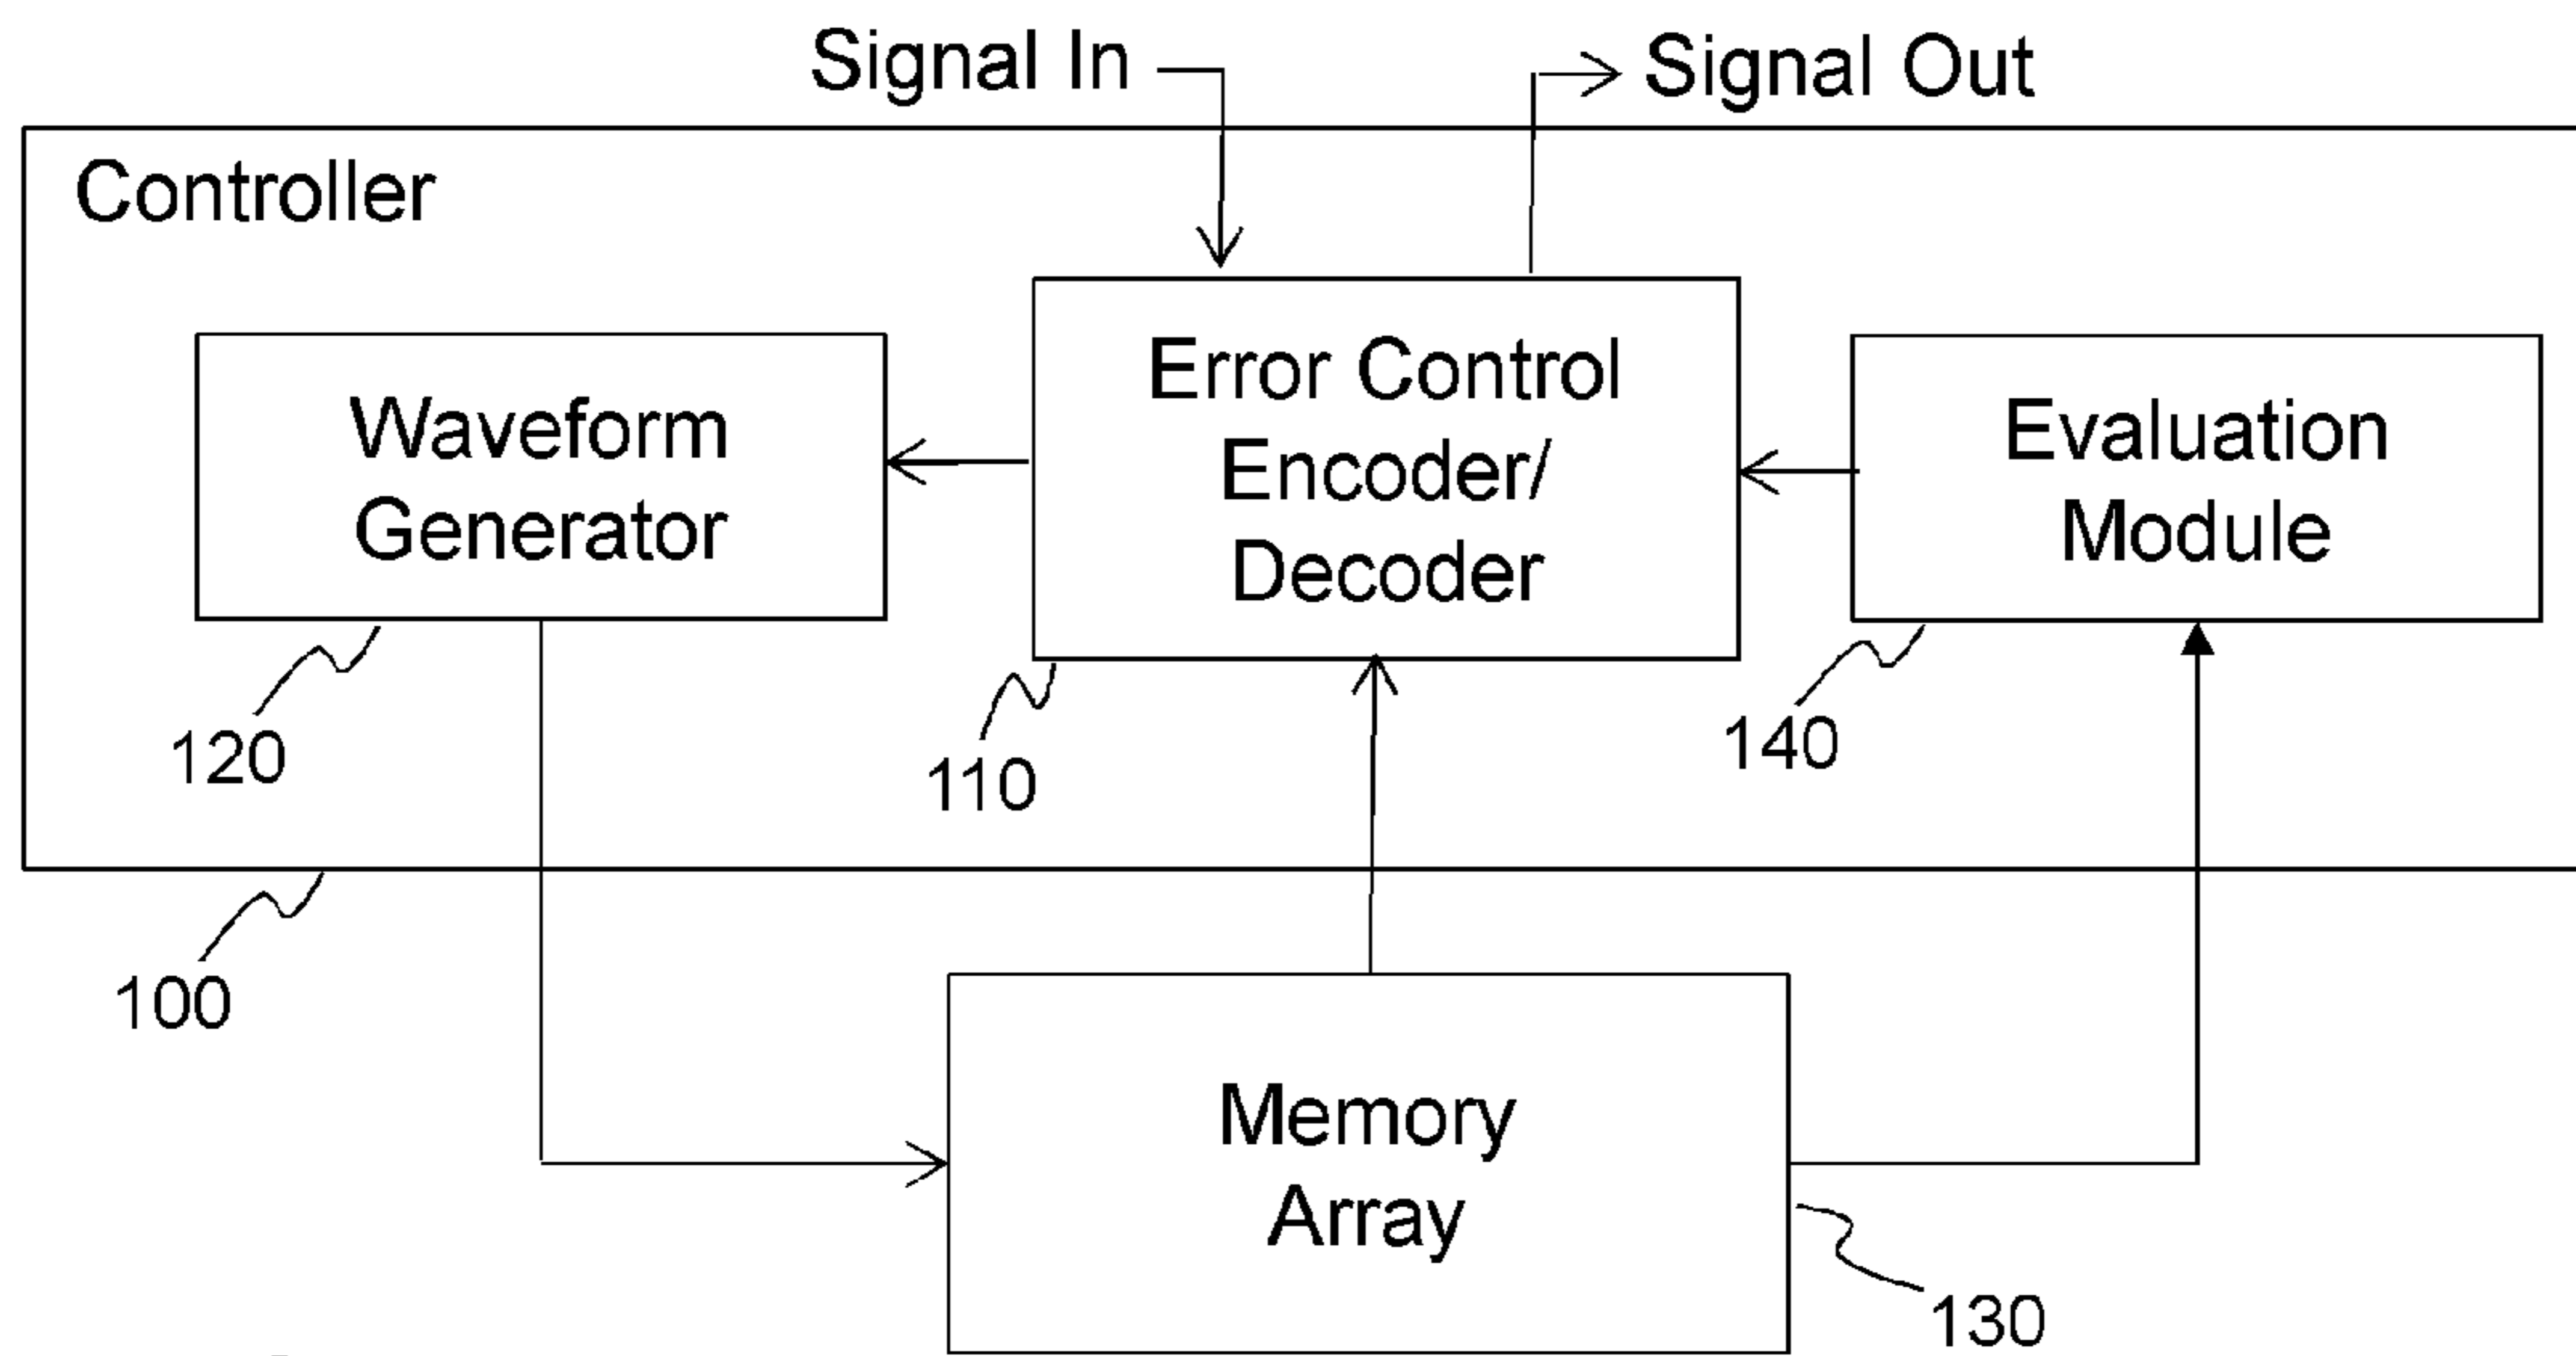 Signal In
Signal Out
Controller
Waveform
Generator
Error Control
Encoder/
Decoder
Evaluation
Module
120
110
140
100
Memory
Array
130